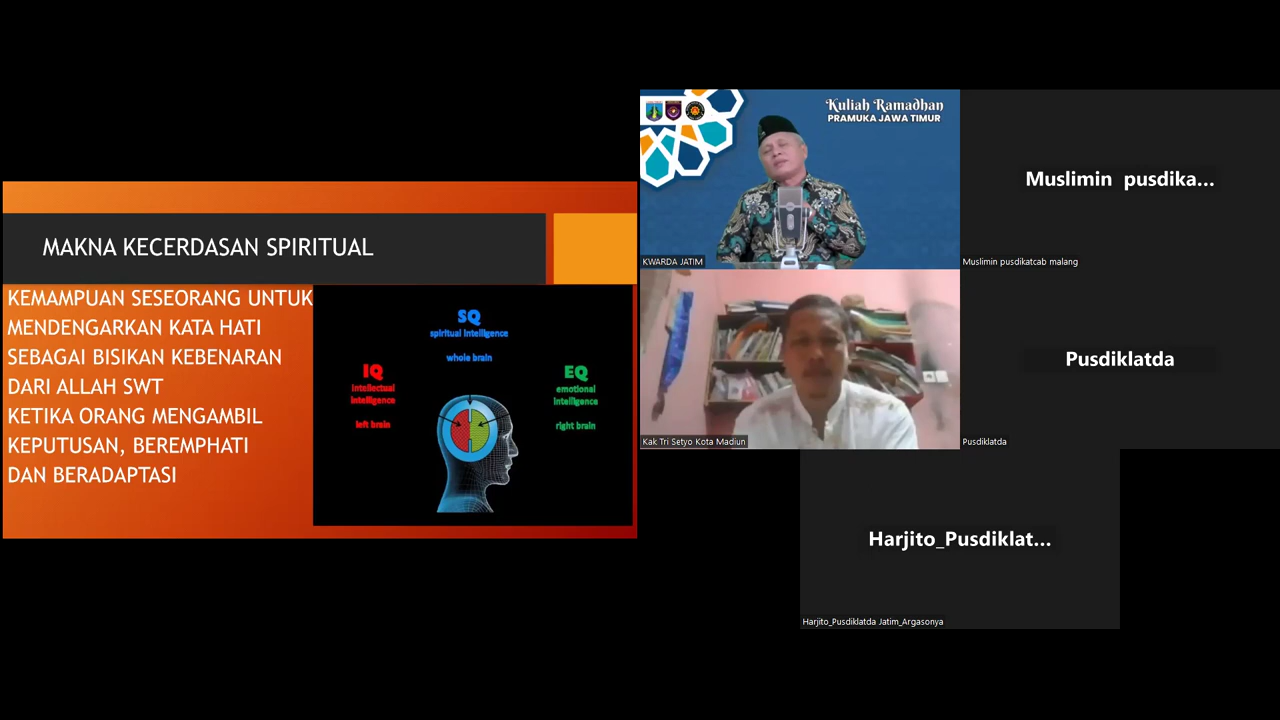 MAKNA KECERDASAN SPIRITUAL
KEMAMPUAN SESEORANG UNTUK
MENDENGARKAN KATA HATI
SEBAGAI BISIKAN KEBENARAN
DARI ALLAH SWT
KETIKA ORANG MENGAMBIL
KEPUTUSAN, BEREMPHATI
DAN BERADAPTASI
SQ
spiritual intelligence
whole brain
IQ
intellectual
intelligence
left brain
EQ
emotional
intelligence
right brain
Kuliah Ramadhan
PRAMUKA JAWA TIMUR
KWARDA JATIM
Muslimin pusdika...
Muslimin pusdikatcab malang
Kak Tri Setyo Kota Madiun
Pusdiklatda
Pusdiklatda
Harjito_Pusdiklat...
Harjito_Pusdiklatda Jatim_Argasonya